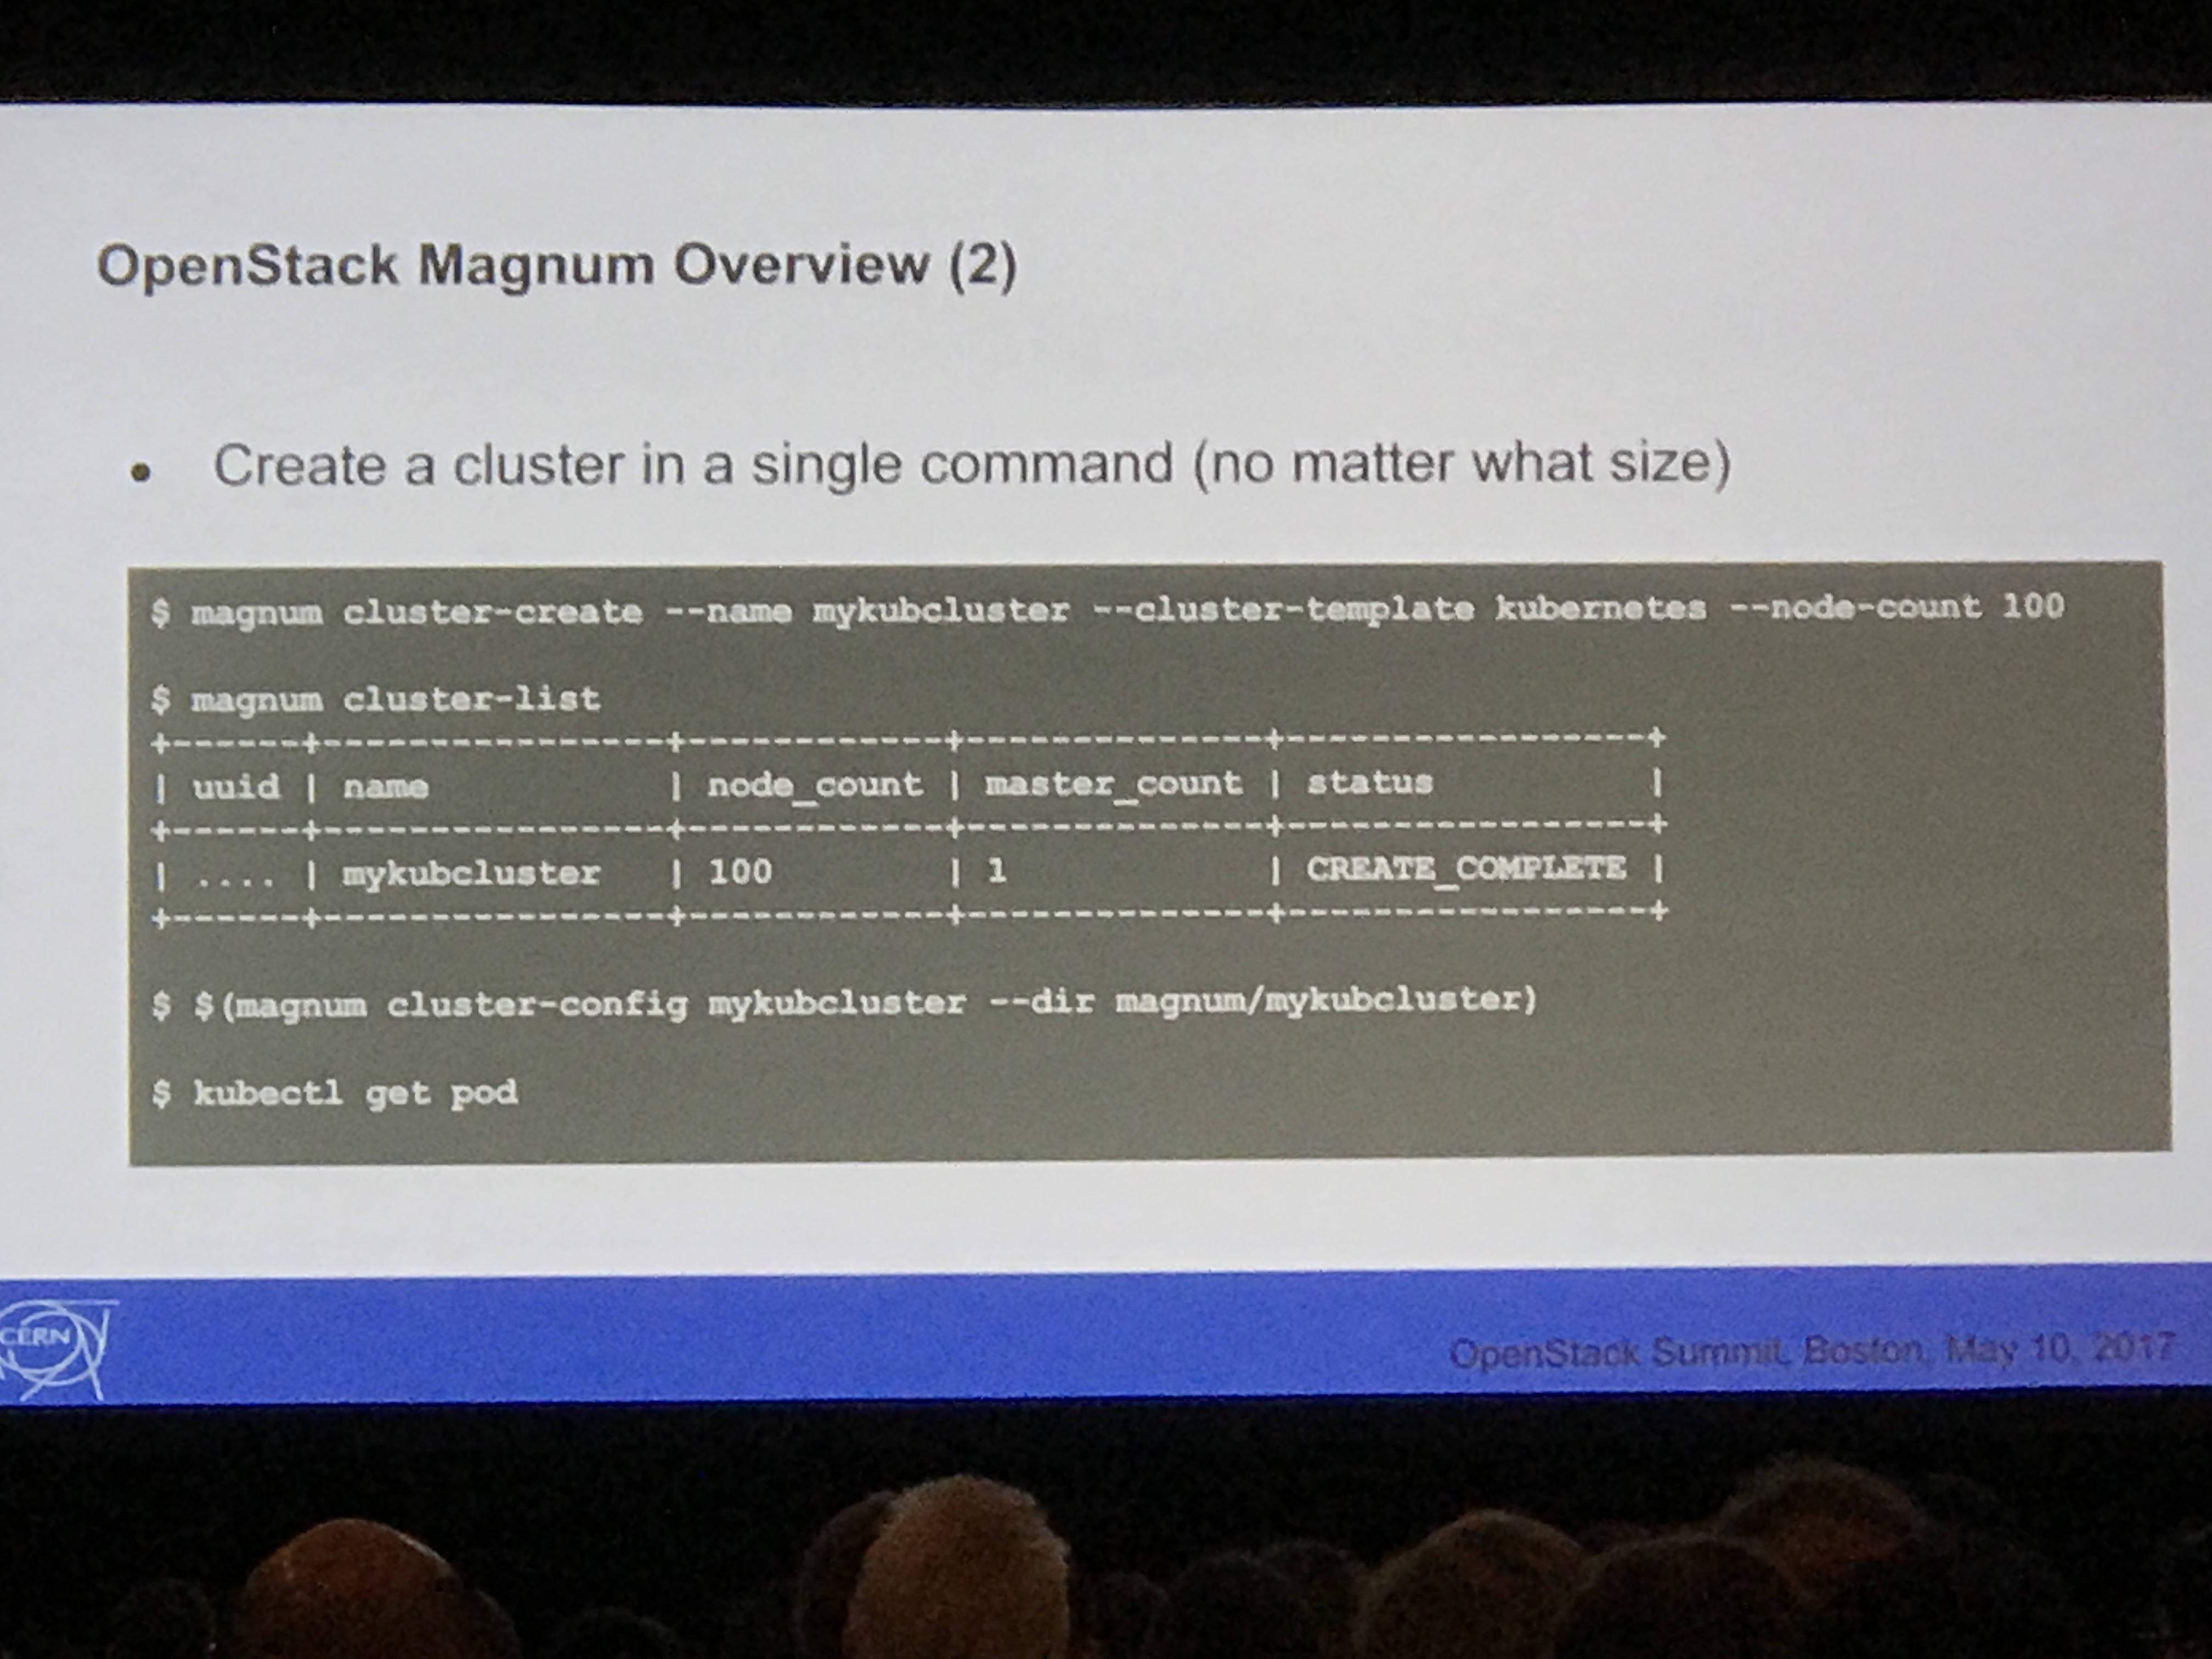 OpenStack Magnum Overview (2)
• Create a cluster in a single command (no matter what size)
$ magnum cluster-create --name mykubcluster --cluster-template kubernetes --node-count 100
$ magnum cluster-list
+------+----------------+------------+--------------+-----------------+
| uuid | name           | node_count | master_count | status          |
+------+----------------+------------+--------------+-----------------+
| .... | mykubcluster   | 100        | 1            | CREATE_COMPLETE |
+------+----------------+------------+--------------+-----------------+
$ $(magnum cluster-config mykubcluster --dir magnum/mykubcluster)
$ kubectl get pod
CERN
OpenStack Summit, Boston, May 10, 2017